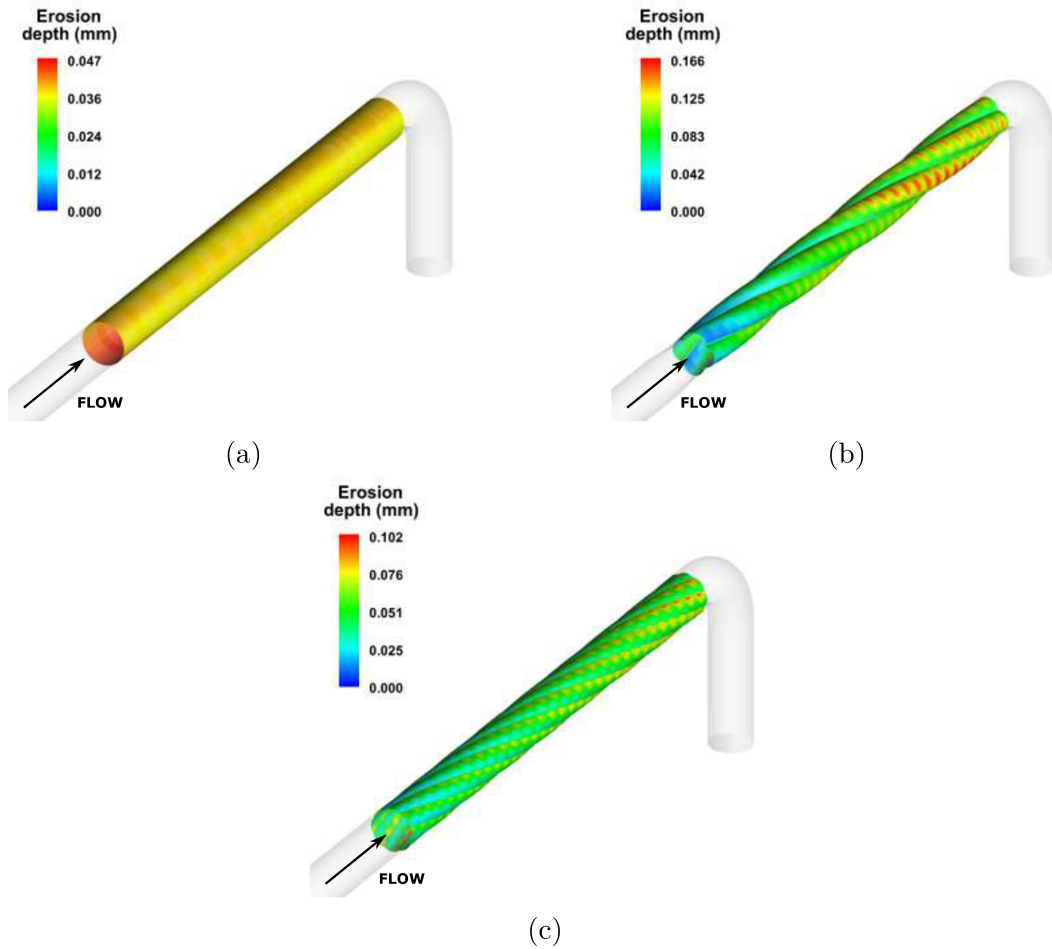 Erosion
depth (mm)
0.047
0.036
0.024
0.012
0.000
FLOW
(a)
Erosion
depth (mm)
0.166
0.125
0.083
0.042
0.000
FLOW
(b)
Erosion
depth (mm)
0.102
0.076
0.051
0.025
0.000
FLOW
(c)